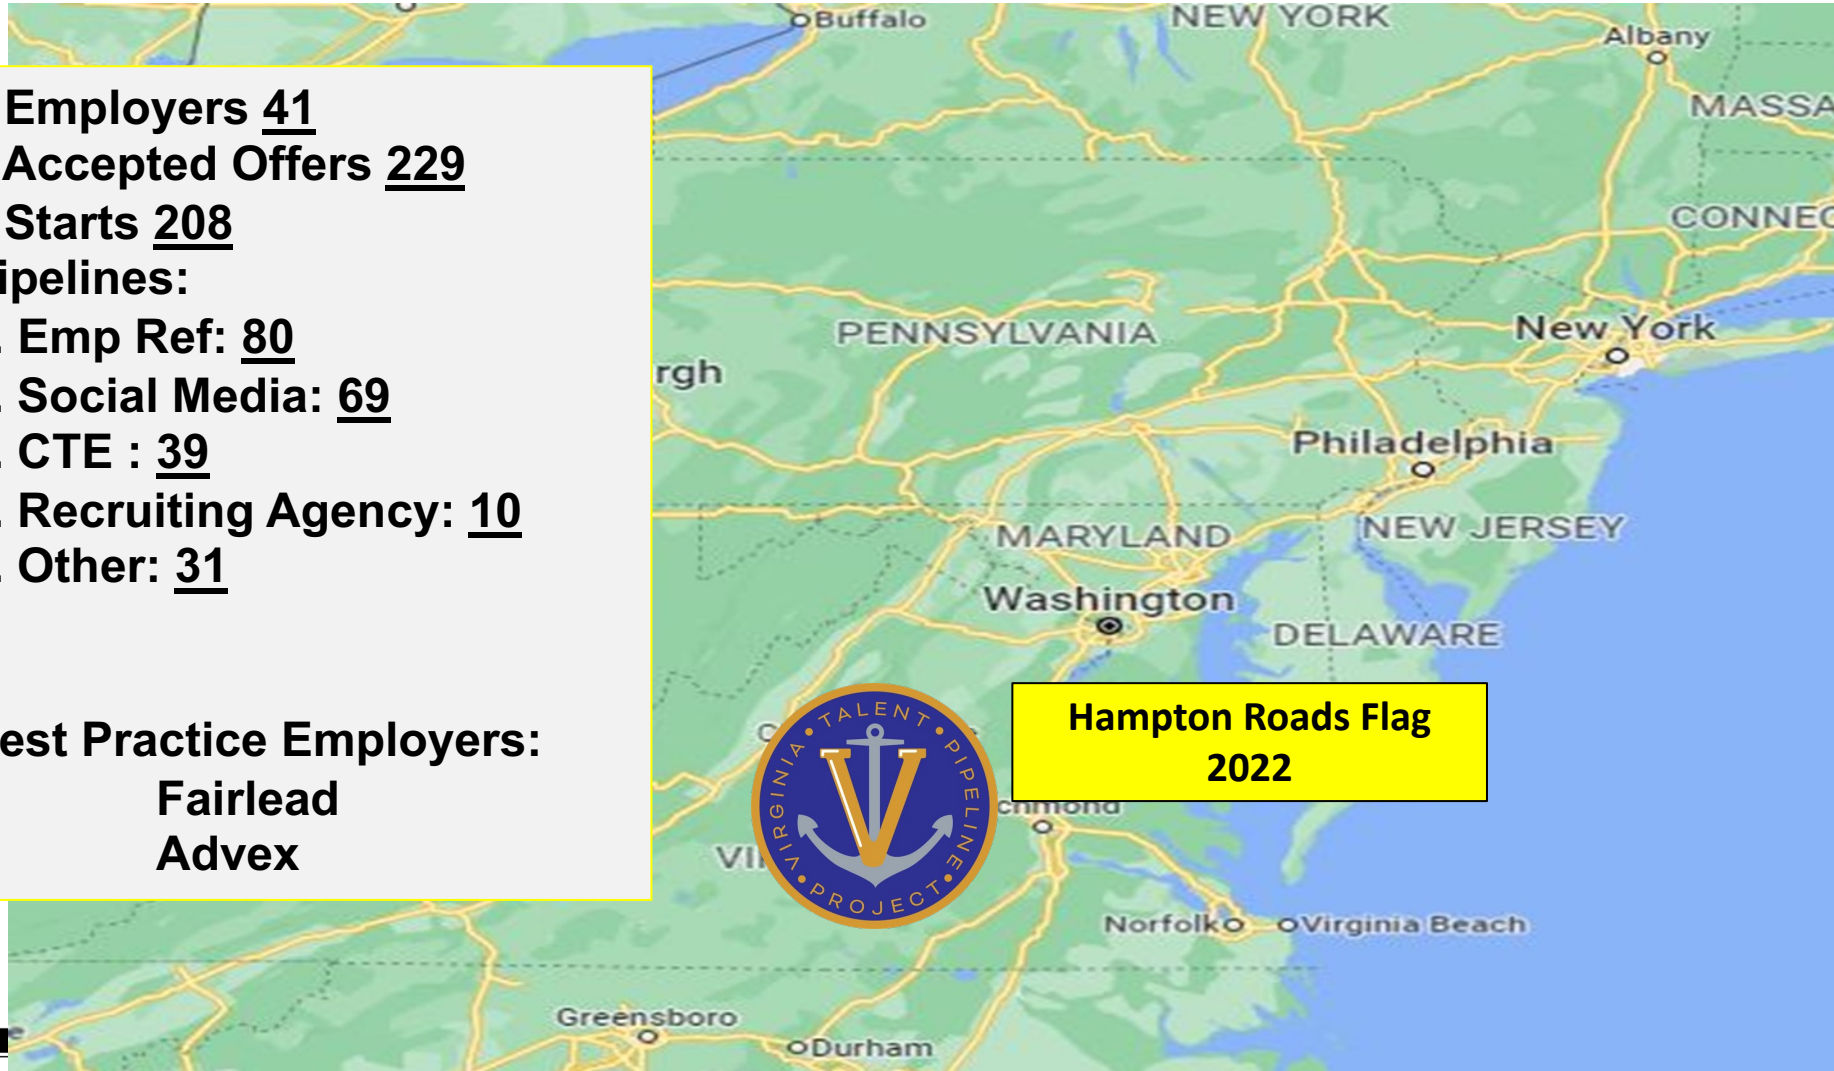 Employers 41
Accepted Offers 229
Starts 208
ipelines:
. Emp Ref: 80
. Social Media: 69
. CTE : 39
. Recruiting Agency: 10
. Other: 31
est Practice Employers:
Fairlead
Advex
Buffalo
NEW YORK
Albany
MASSA
CONNEC
New York
PENNSYLVANIA
rgh
Philadelphia
MARYLAND
NEW JERSEY
Washington
DELAWARE
Hampton Roads Flag
2022
VIRGINIA • TALENT • PIPELINE • PROJECT •
V
chmond
VI
Norfolk
Virginia Beach
Greensboro
Durham
e